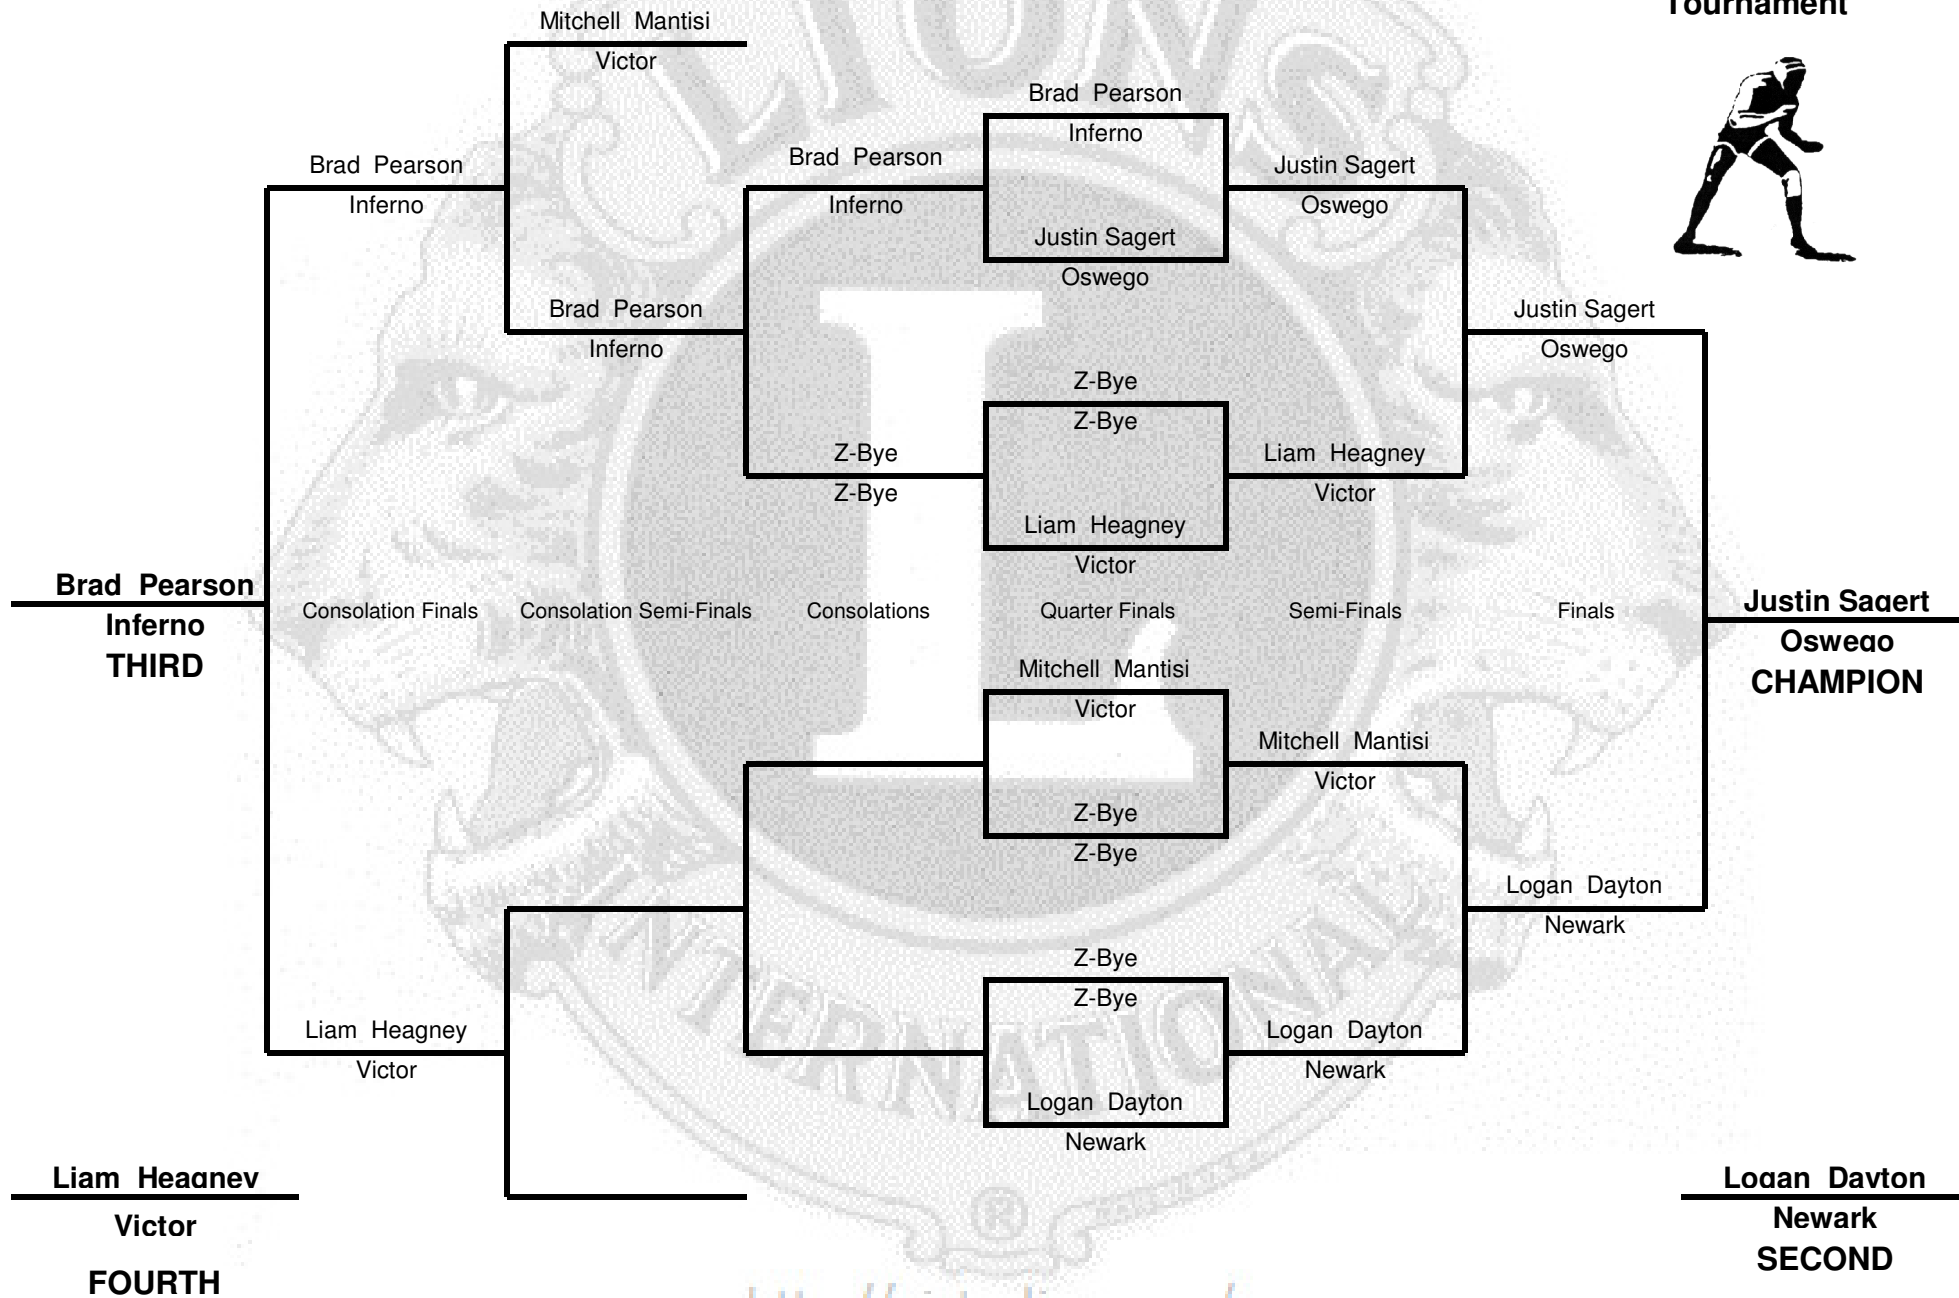 Tournament
Mitchell Mantisi
Victor
Brad Pearson
Inferno
Brad Pearson
Inferno
Brad Pearson
Inferno
Justin Sagert
Oswego
Justin Sagert
Oswego
Brad Pearson
Inferno
Justin Sagert
Oswego
Z-Bye
Z-Bye
Z-Bye
Z-Bye
Liam Heagney
Victor
Liam Heagney
Victor
Brad Pearson
Inferno
THIRD
Consolation Finals
Consolation Semi-Finals
Consolations
Quarter Finals
Semi-Finals
Finals
Justin Sagert
Oswego
CHAMPION
Mitchell Mantisi
Victor
Mitchell Mantisi
Victor
Z-Bye
Z-Bye
Logan Dayton
Newark
Z-Bye
Z-Bye
Liam Heagney
Victor
Logan Dayton
Newark
Logan Dayton
Newark
Liam Heagney
Victor
FOURTH
Logan Dayton
Newark
SECOND
LIONS
L
INTERNATIONAL
®